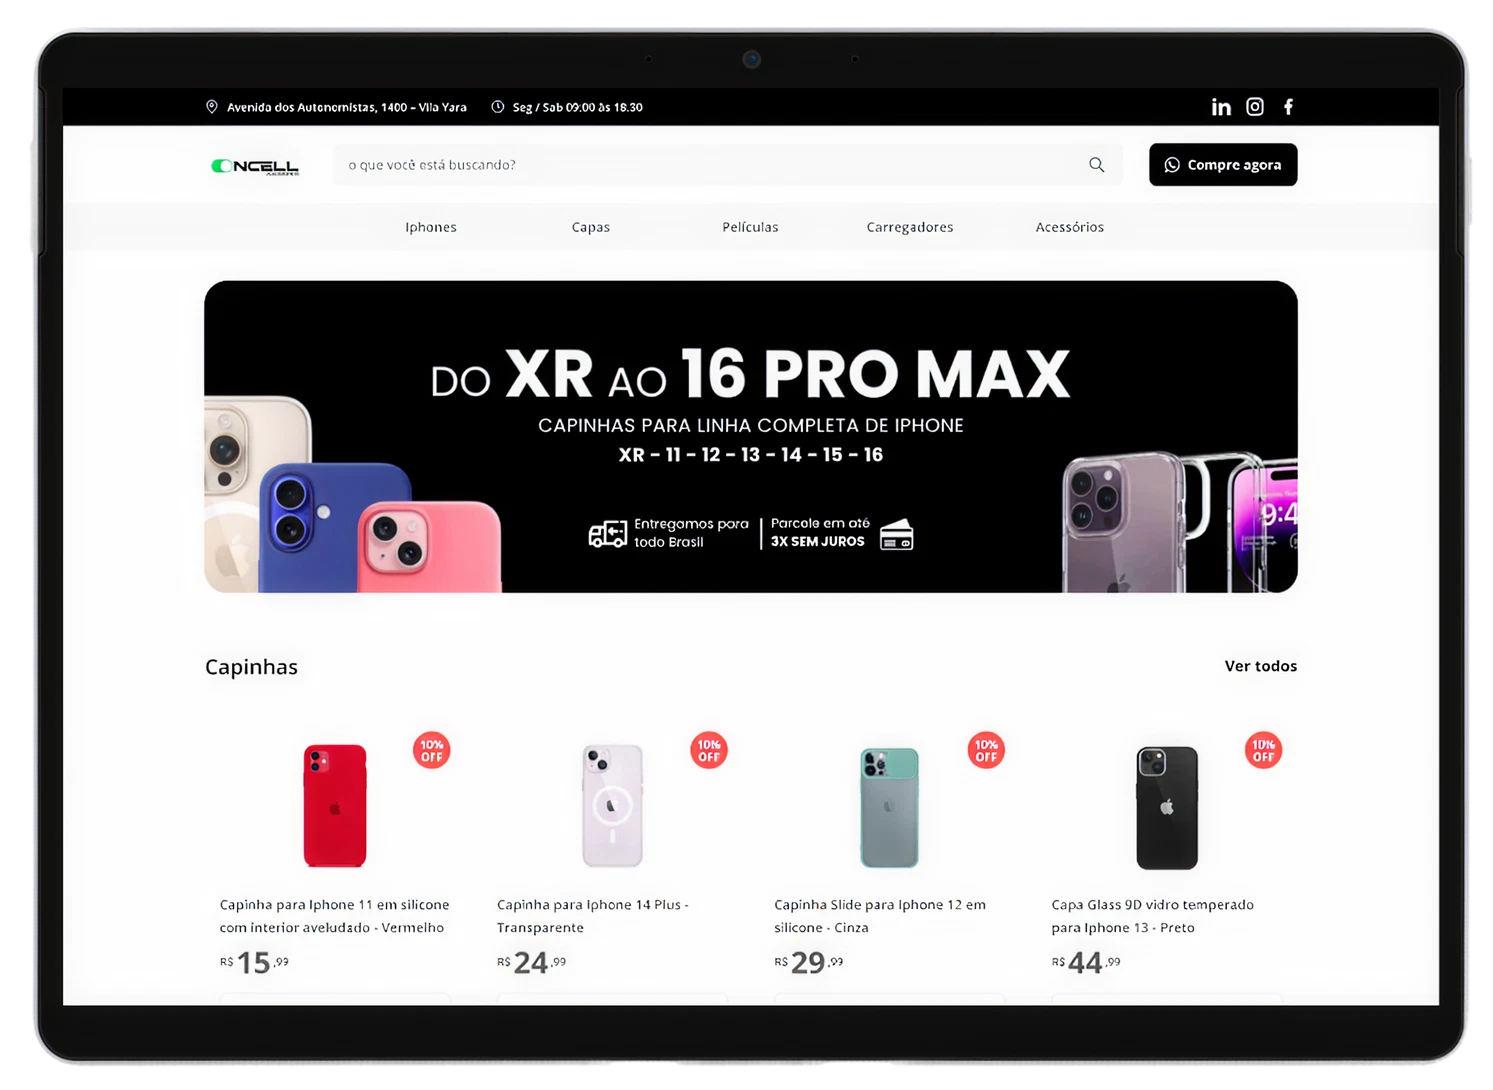 Avenida dos Autonomistas, 1400 - Vila Yara
Seg / Sab 09:00 às 18:30
NCELL
o que você está buscando?
Compre agora
Iphones
Capas
Películas
Carregadores
Acessórios
DO XR AO 16 PRO MAX
CAPINHAS PARA LINHA COMPLETA DE IPHONE
XR - 11 - 12 - 13 - 14 - 15 - 16
Entregamos para
todo Brasil
Parcele em até
3X SEM JUROS
9:4
Capinhas
Ver todos
10%
OFF
10%
OFF
10%
OFF
10%
OFF
Capinha para Iphone 11 em silicone
com interior aveludado - Vermelho
R$ 15,99
Capinha para Iphone 14 Plus -
Transparente
R$ 24,99
Capinha Slide para Iphone 12 em
silicone - Cinza
R$ 29,99
Capa Glass 9D vidro temperado
para Iphone 13 - Preto
R$ 44,99